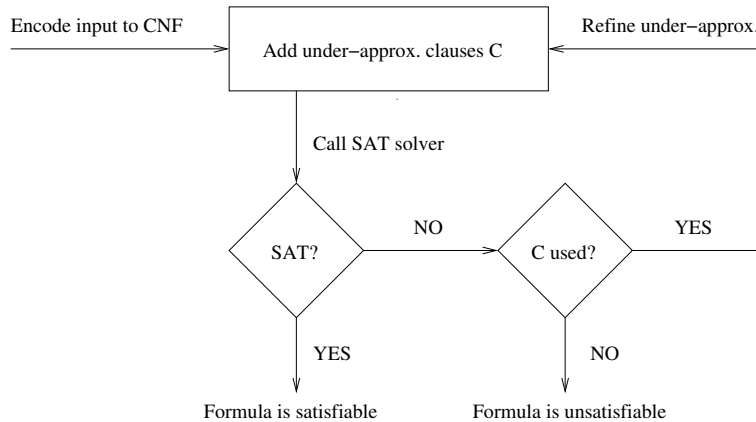 Encode input to CNF
Refine under−approx.
Add under−approx. clauses C
Call SAT solver
SAT?
NO
C used?
YES
YES
NO
Formula is satisfiable
Formula is unsatisfiable